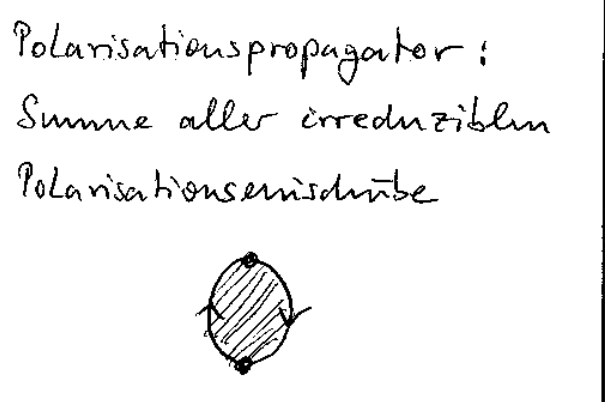 Polarisationspropagator:
Summe aller irreduziblen
Polarisationseinschübe